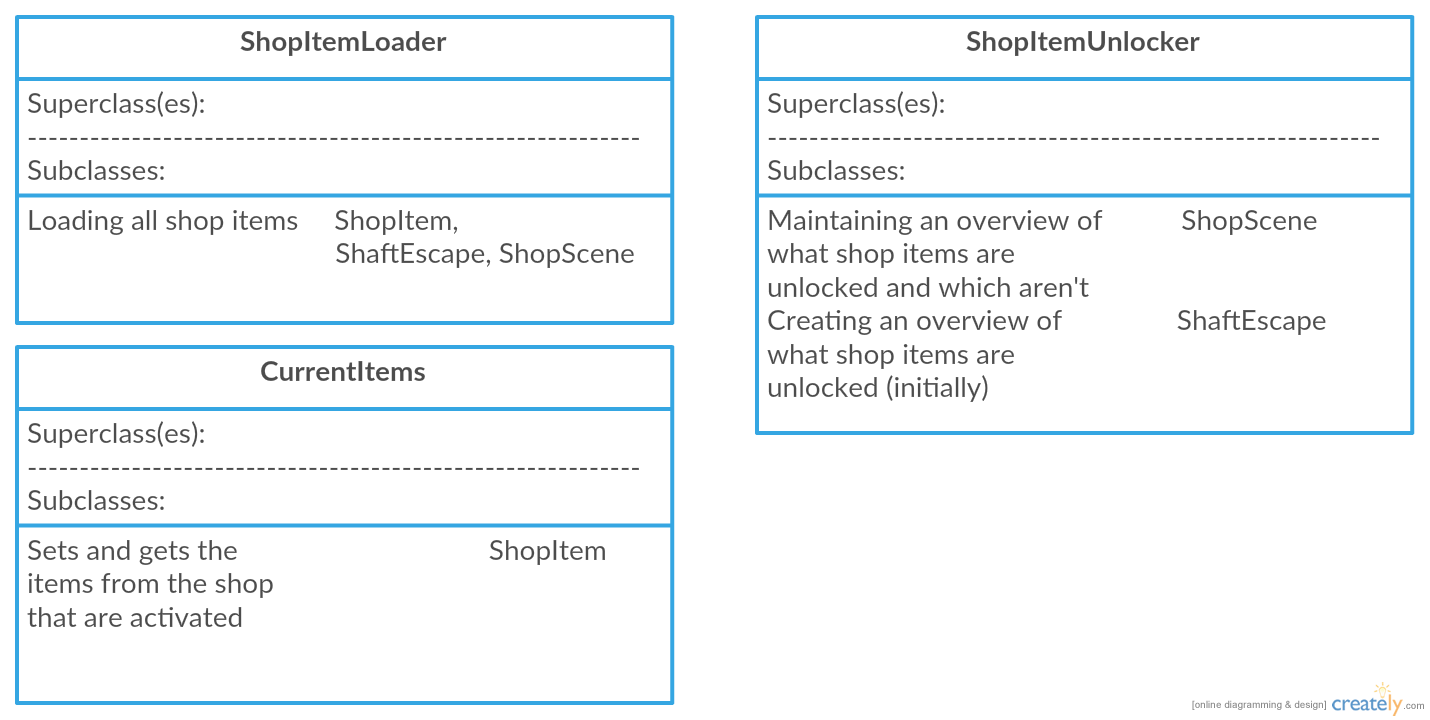 ShopItemLoader
Superclass(es):
-----------------------------------------------------------
Subclasses:
Loading all shop items ShopItem,
ShaftEscape, ShopScene
CurrentItems
Superclass(es):
-----------------------------------------------------------
Subclasses:
Sets and gets the ShopItem
items from the shop
that are activated
ShopItemUnlocker
Superclass(es):
-----------------------------------------------------------
Subclasses:
Maintaining an overview of ShopScene
what shop items are
unlocked and which aren't
Creating an overview of ShaftEscape
what shop items are
unlocked (initially)
[online diagramming & design] creately.com